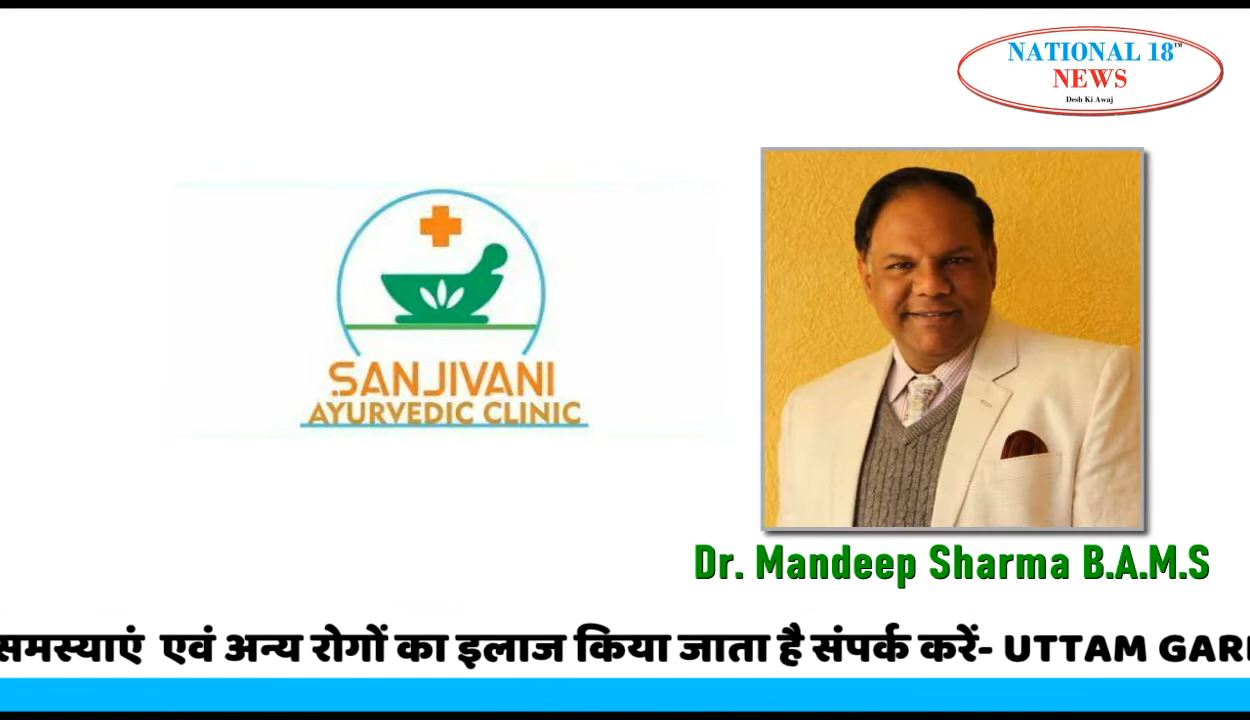 NATIONAL 18™
NEWS
Desh Ki Awaj
SANJIVANI
AYURVEDIC CLINIC
Dr. Mandeep Sharma B.A.M.S
समस्याएं एवं अन्य रोगों का इलाज किया जाता है संपर्क करें- UTTAM